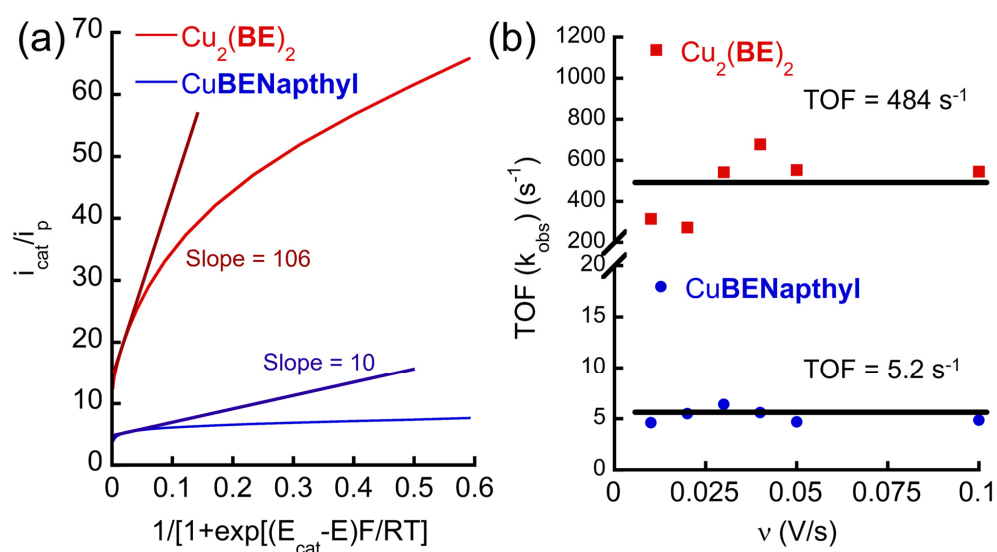 (a)
Cu2(BE)2
CuBENapthyl
70
60
50
40
30
20
10
0
icat/ip
Slope = 106
Slope = 10
0 0.1 0.2 0.3 0.4 0.5 0.6
1/[1+exp[(Ecat-E)F/RT]
(b)
1200
1000
800
600
400
200
20
15
10
5
0
TOF (kobs) (s-1)
Cu2(BE)2
TOF = 484 s-1
CuBENapthyl
TOF = 5.2 s-1
0 0.025 0.05 0.1
ν (V/s)